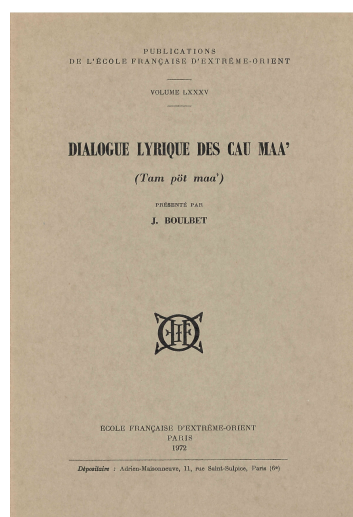 PUBLICATIONS
DE L'ÉCOLE FRANÇAISE D'EXTRÊME-ORIENT
VOLUME LXXXV
DIALOGUE LYRIQUE DES CAU MAA'
(Tam pöt maa')
PRÉSENTÉ PAR
J. BOULBET
ÉCOLE FRANÇAISE D'EXTRÊME-ORIENT
PARIS
1972
Dépositaire : Adrien-Maisonneuve, 11, rue Saint-Sulpice, Paris (6e)